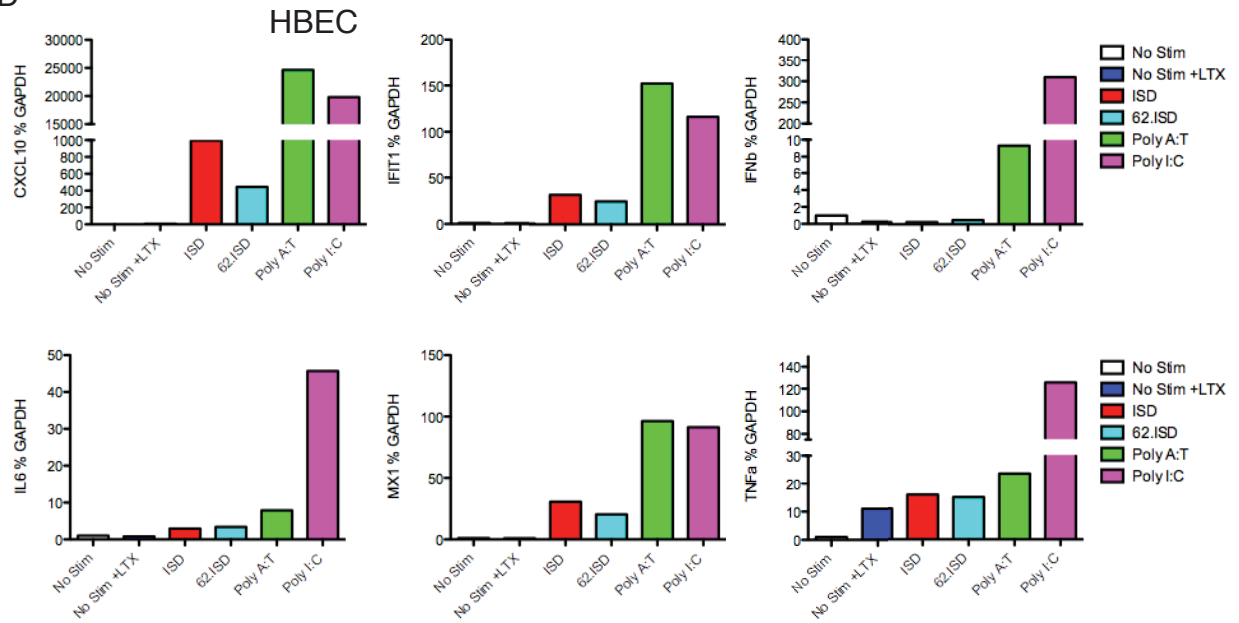 HBEC
CXCL10 % GAPDH
30000
25000
20000
15000
1000
800
600
400
200
0
No Stim
No Stim +LTX
ISD
62.ISD
Poly A:T
Poly I:C
IFIT1 % GAPDH
200
150
100
50
0
No Stim
No Stim +LTX
ISD
62.ISD
Poly A:T
Poly I:C
IFNb % GAPDH
400
350
300
250
200
10
8
6
4
2
0
No Stim
No Stim +LTX
ISD
62.ISD
Poly A:T
Poly I:C
No Stim
No Stim +LTX
ISD
62.ISD
Poly A:T
Poly I:C
IL6 % GAPDH
50
40
30
20
10
0
No Stim
No Stim +LTX
ISD
62.ISD
Poly A:T
Poly I:C
MX1 % GAPDH
150
100
50
0
No Stim
No Stim +LTX
ISD
62.ISD
Poly A:T
Poly I:C
TNFa % GAPDH
140
120
100
80
30
20
10
0
No Stim
No Stim +LTX
ISD
62.ISD
Poly A:T
Poly I:C
No Stim
No Stim +LTX
ISD
62.ISD
Poly A:T
Poly I:C